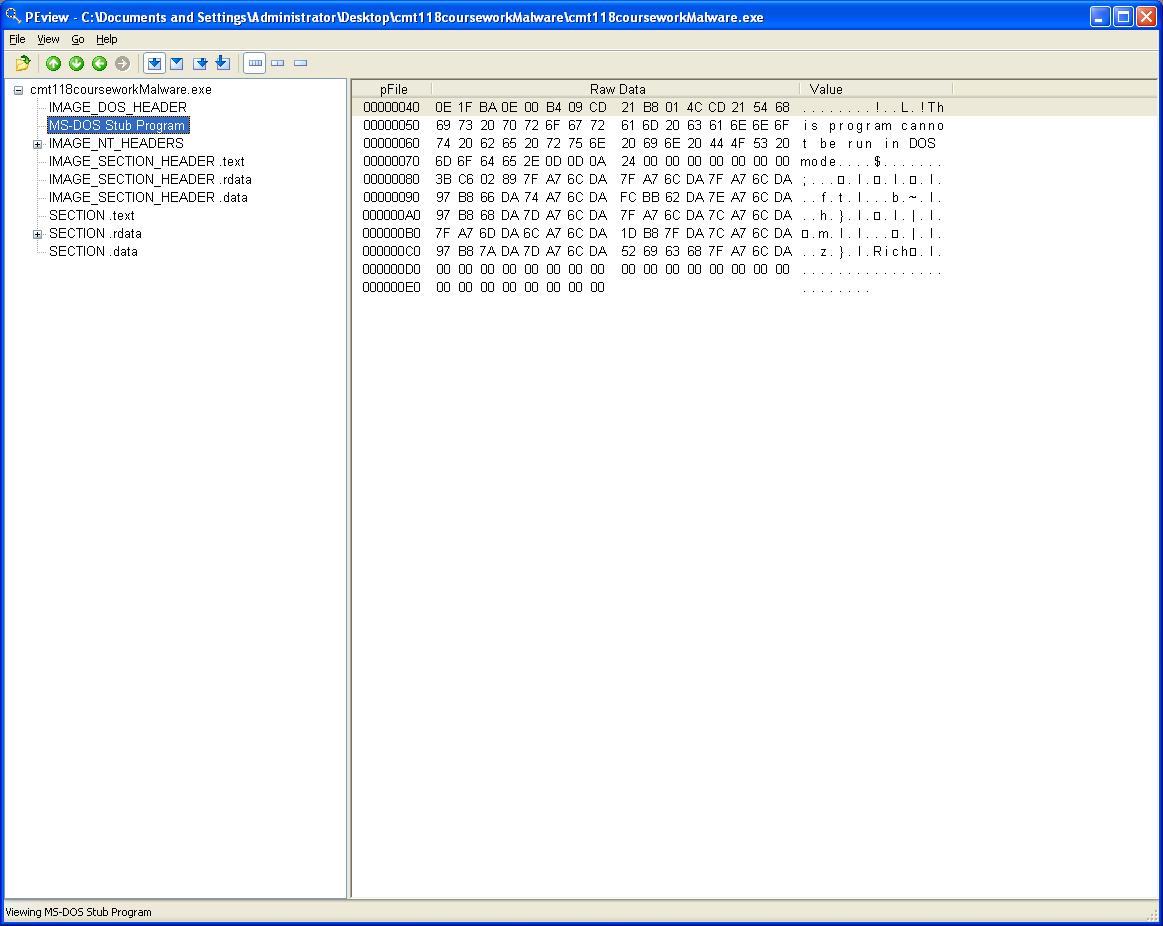 PEview - C:\Documents and Settings\Administrator\Desktop\cmt118courseworkMalware\cmt118courseworkMalware.exe
File View Go Help
cmt118courseworkMalware.exe
IMAGE_DOS_HEADER
MS-DOS Stub Program
IMAGE_NT_HEADERS
IMAGE_SECTION_HEADER .text
IMAGE_SECTION_HEADER .rdata
IMAGE_SECTION_HEADER .data
SECTION .text
SECTION .rdata
SECTION .data
pFile Raw Data Value
00000040 0E 1F BA 0E 00 B4 09 CD 21 B8 01 4C CD 21 54 68 ........!..L.!Th
00000050 69 73 20 70 72 6F 67 72 61 6D 20 63 61 6E 6E 6F is program canno
00000060 74 20 62 65 20 72 75 6E 20 69 6E 20 44 4F 53 20 t be run in DOS
00000070 6D 6F 64 65 2E 0D 0D 0A 24 00 00 00 00 00 00 00 mode....$.......
00000080 3B C6 02 89 7F A7 6C DA 7F A7 6C DA 7F A7 6C DA ;...▯.l.▯.l.▯.l.
00000090 97 B8 66 DA 74 A7 6C DA FC BB 62 DA 7E A7 6C DA ..f.t.l...b.~.l.
000000A0 97 B8 68 DA 7D A7 6C DA 7F A7 6C DA 7C A7 6C DA ..h.}.l.▯.l.|.l.
000000B0 7F A7 6D DA 6C A7 6C DA 1D B8 7F DA 7C A7 6C DA ▯.m.l.l...▯.|.l.
000000C0 97 B8 7A DA 7D A7 6C DA 52 69 63 68 7F A7 6C DA ..z.}.l.Rich▯.l.
000000D0 00 00 00 00 00 00 00 00 00 00 00 00 00 00 00 00 ................
000000E0 00 00 00 00 00 00 00 00 ........
Viewing MS-DOS Stub Program